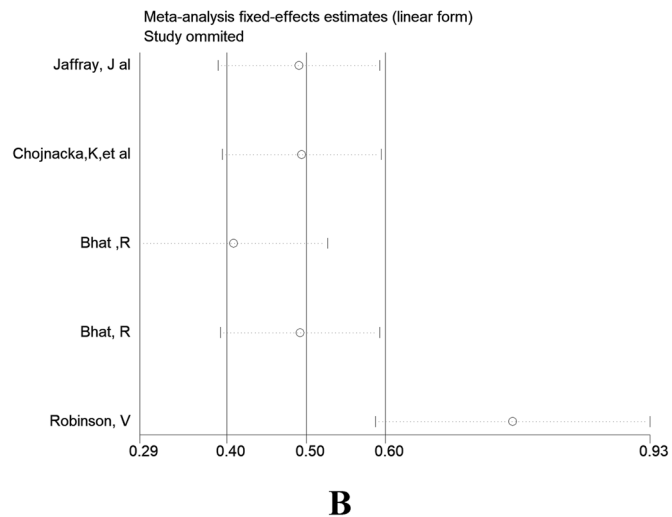 Meta-analysis fixed-effects estimates (linear form)
Study ommited
Jaffray, J al
Chojnacka,K,et al
Bhat ,R
Bhat, R
Robinson, V
0.29 0.40 0.50 0.60 0.93
B